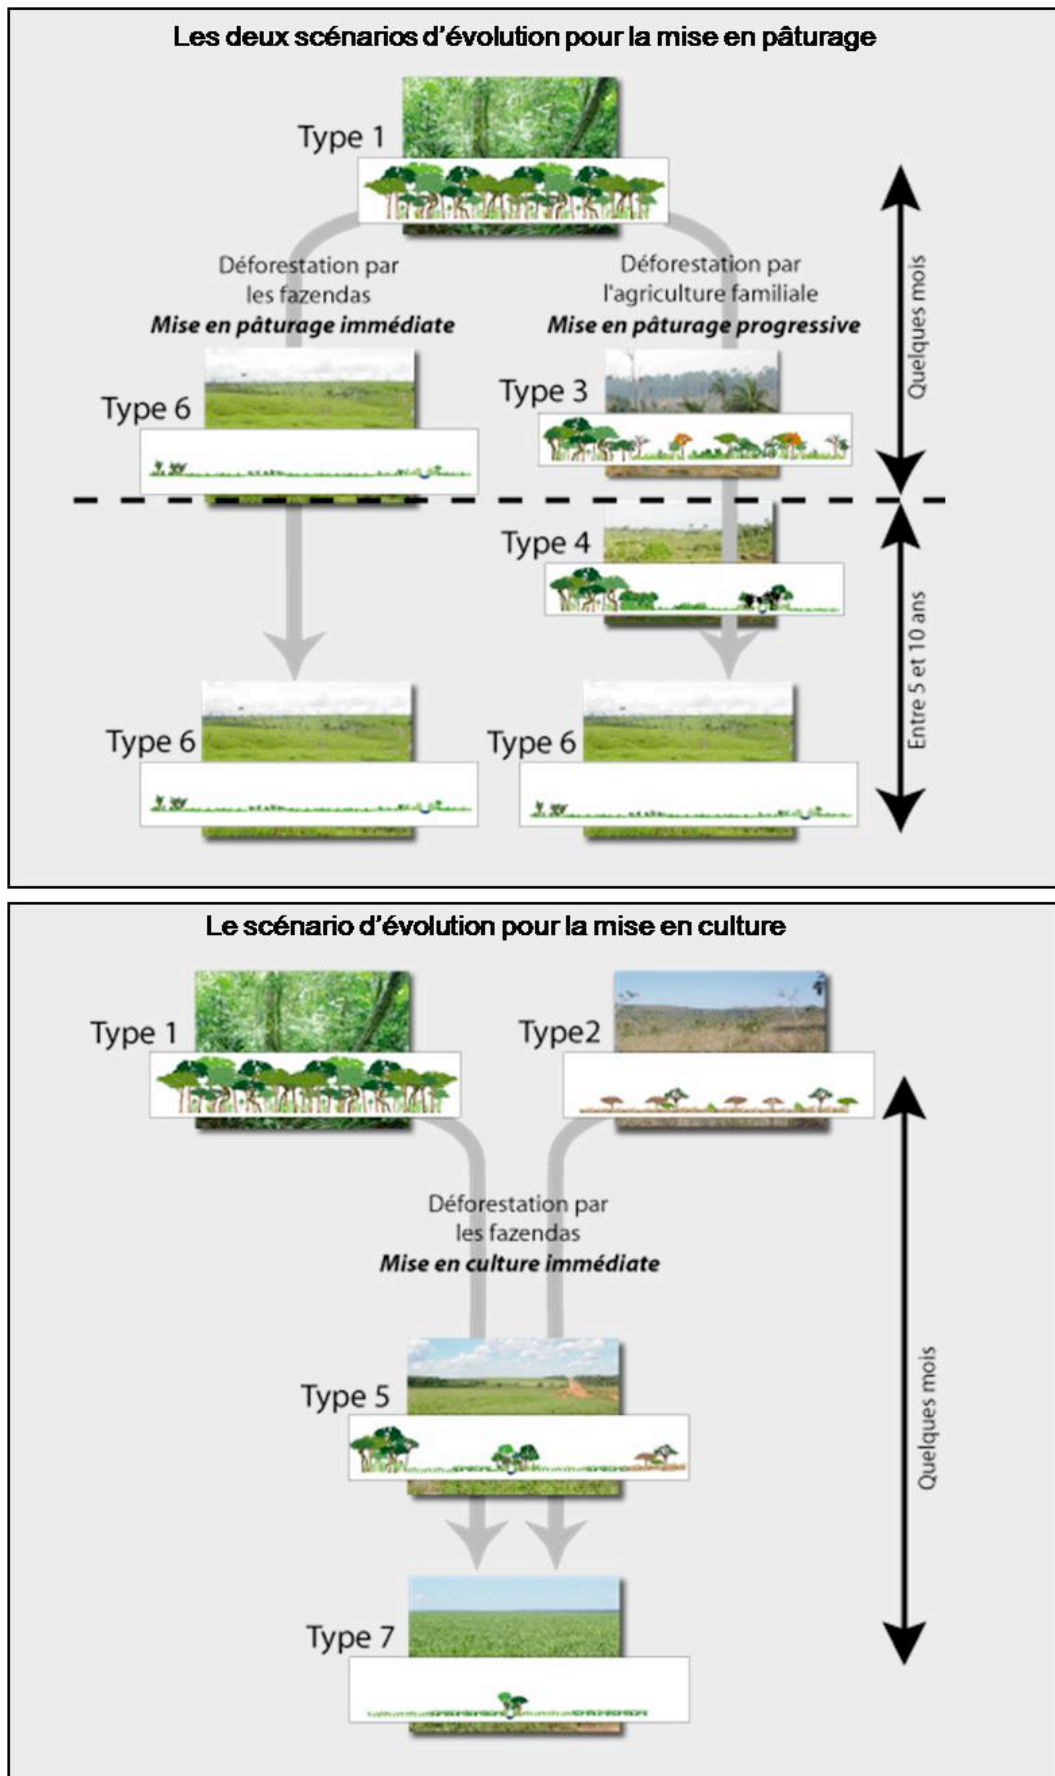 Les deux scénarios d'évolution pour la mise en pâturage
Type 1
Déforestation par
les fazendas
Mise en pâturage immédiate
Déforestation par
l'agriculture familiale
Mise en pâturage progressive
Quelques mois
Type 6
Type 3
Type 4
Entre 5 et 10 ans
Type 6
Type 6
Le scénario d'évolution pour la mise en culture
Type 1
Type2
Déforestation par
les fazendas
Mise en culture immédiate
Quelques mois
Type 5
Type 7